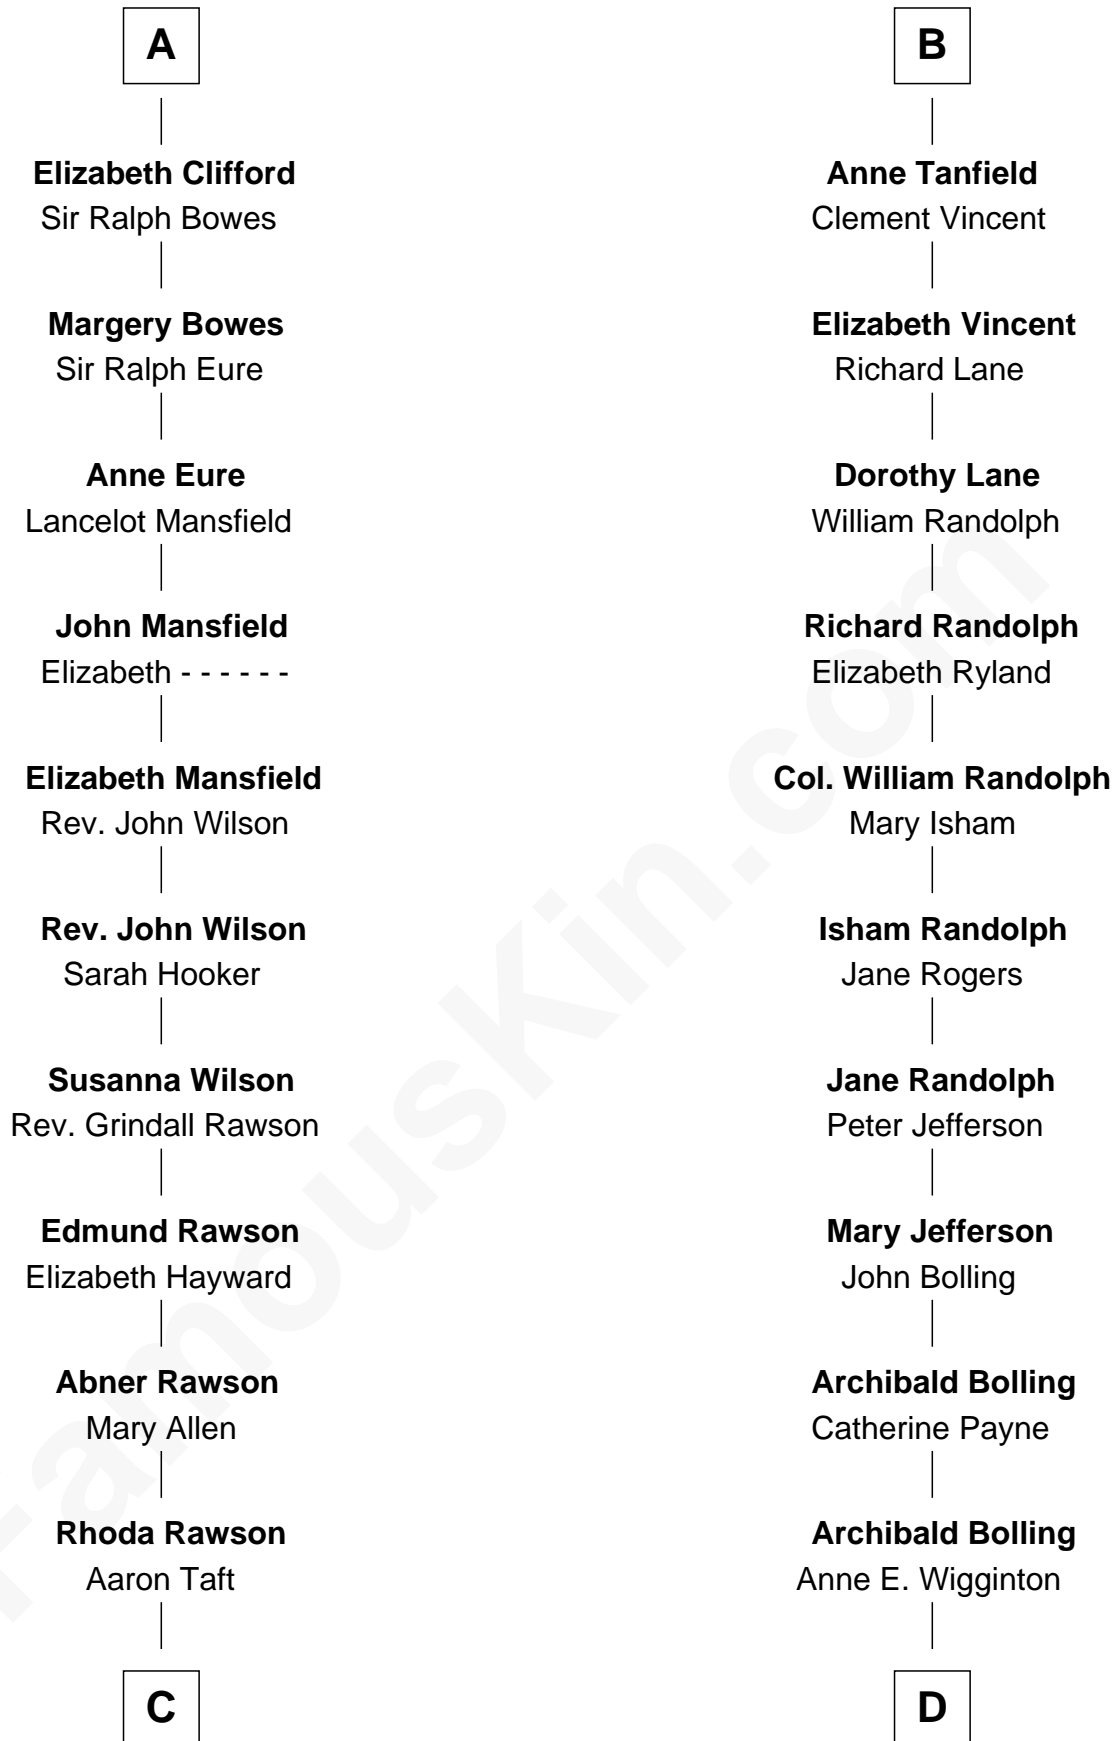 A
Elizabeth Clifford
Sir Ralph Bowes
Margery Bowes
Sir Ralph Eure
Anne Eure
Lancelot Mansfield
John Mansfield
Elizabeth - - - - - -
Elizabeth Mansfield
Rev. John Wilson
Rev. John Wilson
Sarah Hooker
Susanna Wilson
Rev. Grindall Rawson
Edmund Rawson
Elizabeth Hayward
Abner Rawson
Mary Allen
Rhoda Rawson
Aaron Taft
C
B
Anne Tanfield
Clement Vincent
Elizabeth Vincent
Richard Lane
Dorothy Lane
William Randolph
Richard Randolph
Elizabeth Ryland
Col. William Randolph
Mary Isham
Isham Randolph
Jane Rogers
Jane Randolph
Peter Jefferson
Mary Jefferson
John Bolling
Archibald Bolling
Catherine Payne
Archibald Bolling
Anne E. Wigginton
D
FamousKin.com